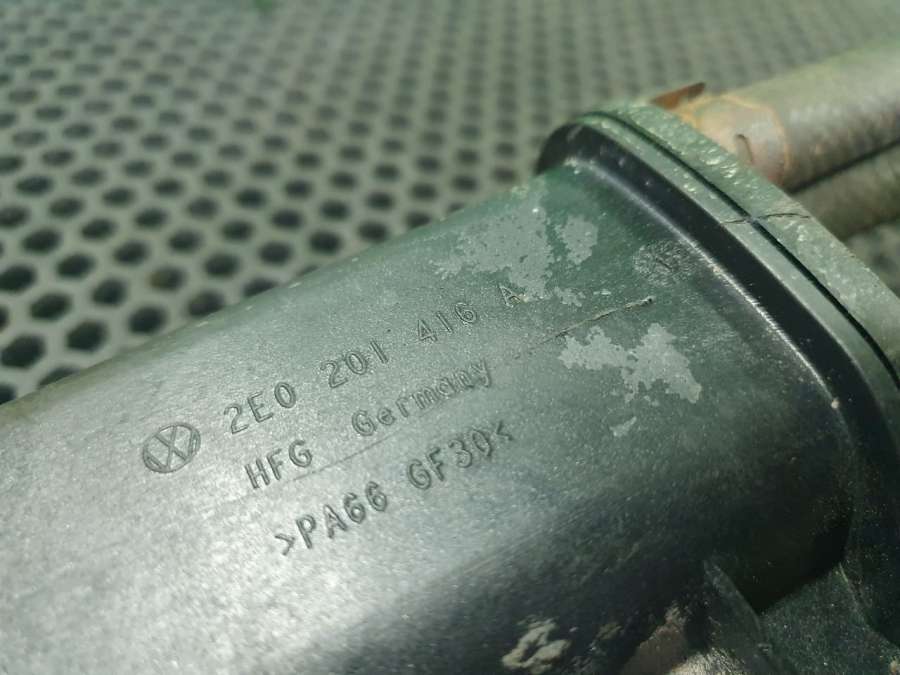 2E0 201 416 A
HFG Germany
>PA66 GF30<